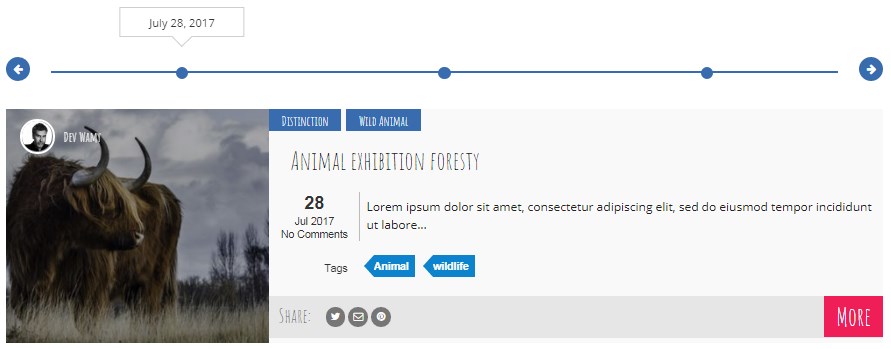 July 28, 2017
Dev Wams
Distinction
Wild Animal
Animal exhibition foresty
28
Jul 2017
No Comments
Lorem ipsum dolor sit amet, consectetur adipiscing elit, sed do eiusmod tempor incididunt
ut labore...
Tags
Animal
wildlife
Share:
More